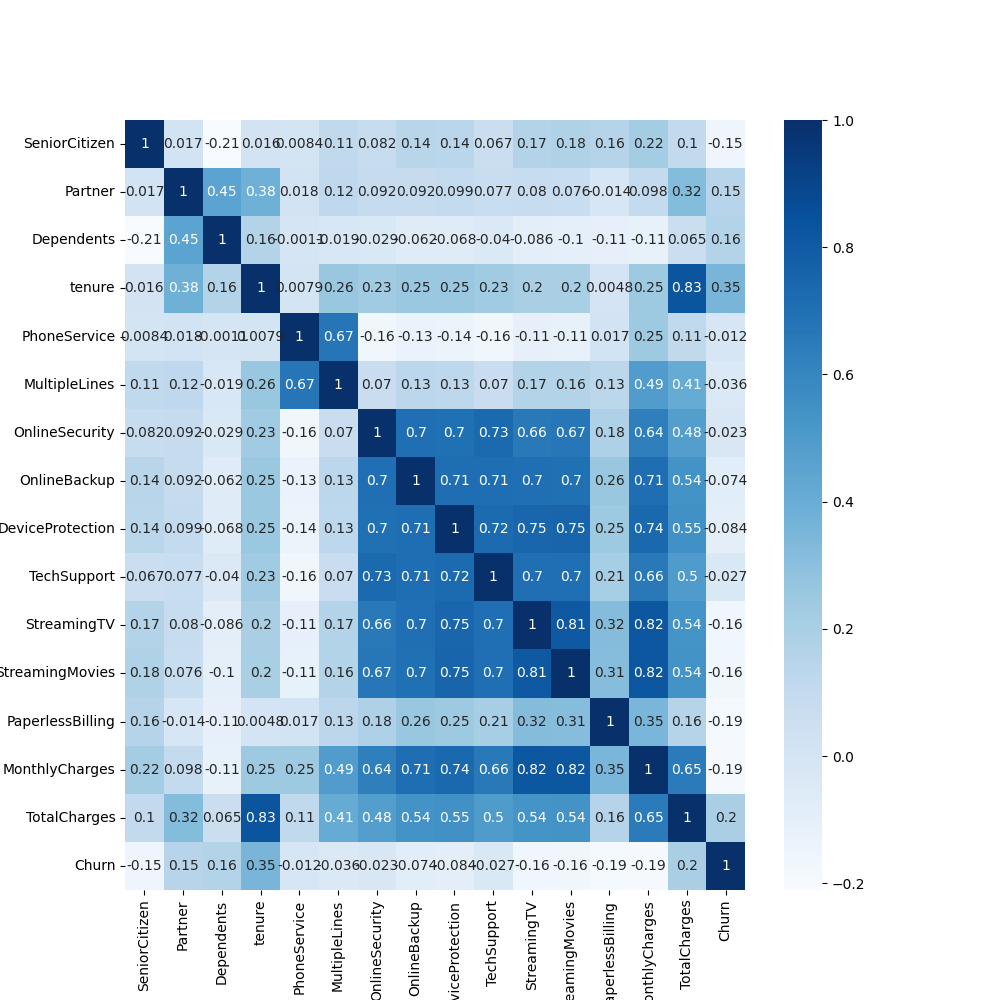 SeniorCitizen 1 0.017 -0.21 0.016 0.0084 0.11 0.082 0.14 0.14 0.067 0.17 0.18 0.16 0.22 0.1 -0.15
Partner -0.017 1 0.45 0.38 0.018 0.12 0.092 0.092 0.099 0.077 0.08 0.076 -0.014 0.098 0.32 0.15
Dependents -0.21 0.45 1 0.16 -0.0011 0.019 -0.029 -0.062 -0.068 -0.04 -0.086 -0.1 -0.11 -0.11 0.065 0.16
tenure -0.016 0.38 0.16 1 0.0079 0.26 0.23 0.25 0.25 0.23 0.2 0.2 0.0048 0.25 0.83 0.35
PhoneService 0.0084 0.018 -0.0011 0.0079 1 0.67 -0.16 -0.13 -0.14 -0.16 -0.11 -0.11 0.017 0.25 0.11 -0.012
MultipleLines 0.11 0.12 -0.019 0.26 0.67 1 0.07 0.13 0.13 0.07 0.17 0.16 0.13 0.49 0.41 -0.036
OnlineSecurity 0.082 0.092 -0.029 0.23 -0.16 0.07 1 0.7 0.7 0.73 0.66 0.67 0.18 0.64 0.48 -0.023
OnlineBackup 0.14 0.092 -0.062 0.25 -0.13 0.13 0.7 1 0.71 0.71 0.7 0.7 0.26 0.71 0.54 -0.074
DeviceProtection 0.14 0.099 -0.068 0.25 -0.14 0.13 0.7 0.71 1 0.72 0.75 0.75 0.25 0.74 0.55 -0.084
TechSupport 0.067 0.077 -0.04 0.23 -0.16 0.07 0.73 0.71 0.72 1 0.7 0.7 0.21 0.66 0.5 -0.027
StreamingTV 0.17 0.08 -0.086 0.2 -0.11 0.17 0.66 0.7 0.75 0.7 1 0.81 0.32 0.82 0.54 -0.16
StreamingMovies 0.18 0.076 -0.1 0.2 -0.11 0.16 0.67 0.7 0.75 0.7 0.81 1 0.31 0.82 0.54 -0.16
PaperlessBilling 0.16 -0.014 -0.11 0.0048 0.017 0.13 0.18 0.26 0.25 0.21 0.32 0.31 1 0.35 0.16 -0.19
MonthlyCharges 0.22 0.098 -0.11 0.25 0.25 0.49 0.64 0.71 0.74 0.66 0.82 0.82 0.35 1 0.65 -0.19
TotalCharges 0.1 0.32 0.065 0.83 0.11 0.41 0.48 0.54 0.55 0.5 0.54 0.54 0.16 0.65 1 0.2
Churn -0.15 0.15 0.16 0.35 -0.012 -0.036 -0.023 -0.074 -0.084 -0.027 -0.16 -0.16 -0.19 -0.19 0.2 1
SeniorCitizen
Partner
Dependents
tenure
PhoneService
MultipleLines
OnlineSecurity
OnlineBackup
viceProtection
TechSupport
StreamingTV
eamingMovies
aperlessBilling
onthlyCharges
TotalCharges
Churn
1.0
0.8
0.6
0.4
0.2
0.0
−0.2